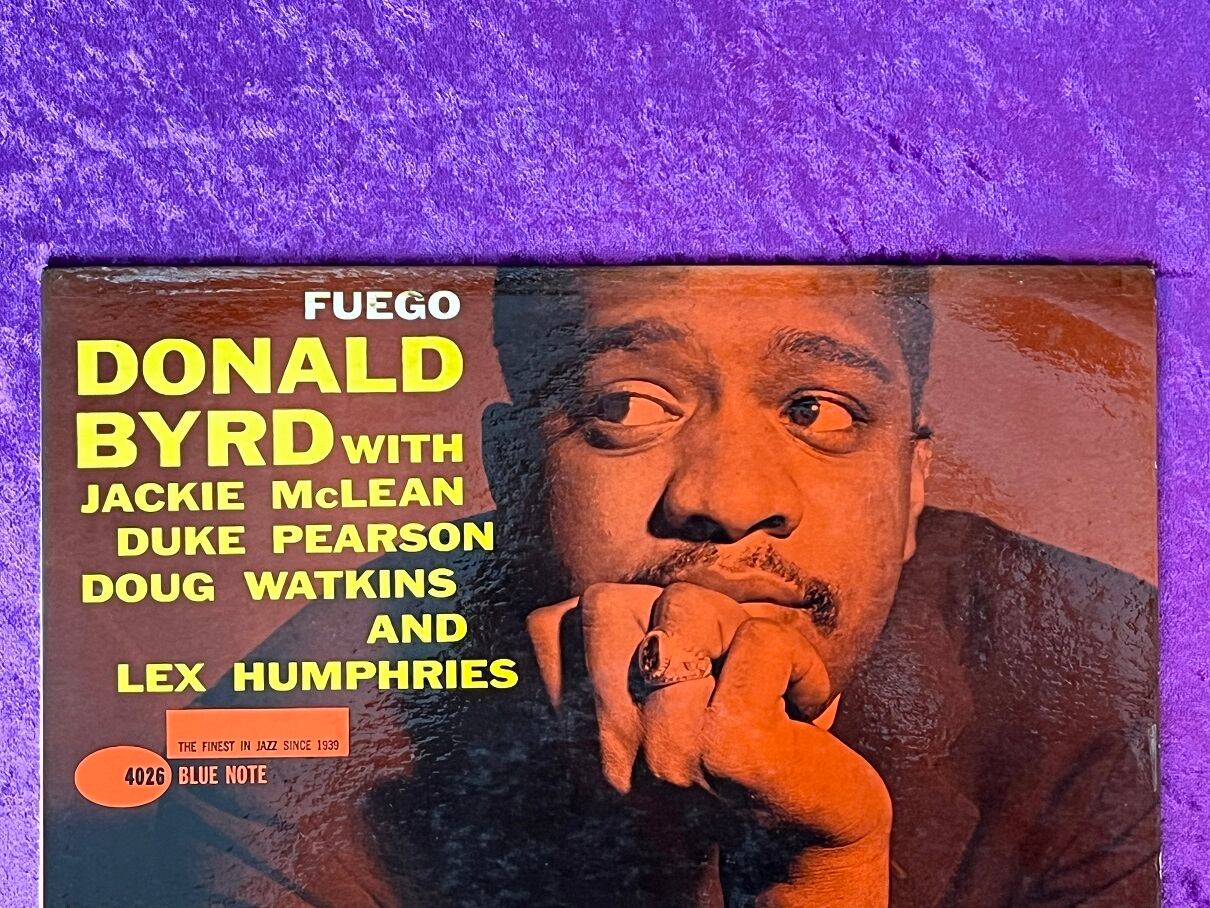 FUEGO
DONALD
BYRD WITH
JACKIE McLEAN
DUKE PEARSON
DOUG WATKINS
AND
LEX HUMPHRIES
THE FINEST IN JAZZ SINCE 1939
4026 BLUE NOTE